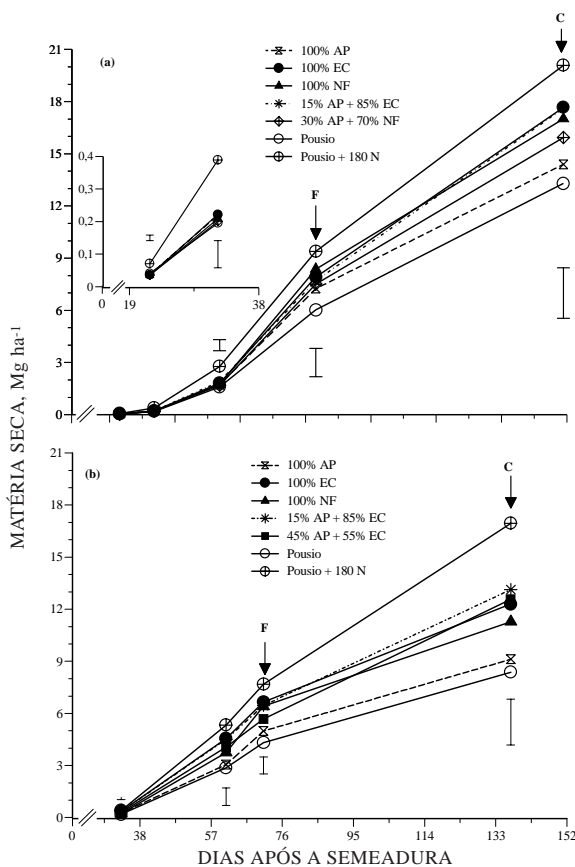 MATÉRIA SECA, Mg ha-1
(a)
C
F
100% AP
100% EC
100% NF
15% AP + 85% EC
30% AP + 70% NF
Pousio
Pousio + 180 N
21
18
15
12
9
6
3
0
0,4
0,3
0,2
0,1
0
0 19 38
(b)
C
F
100% AP
100% EC
100% NF
15% AP + 85% EC
45% AP + 55% EC
Pousio
Pousio + 180 N
21
18
15
12
9
6
3
0
0 38 57 76 95 114 133 152
DIAS APÓS A SEMEADURA